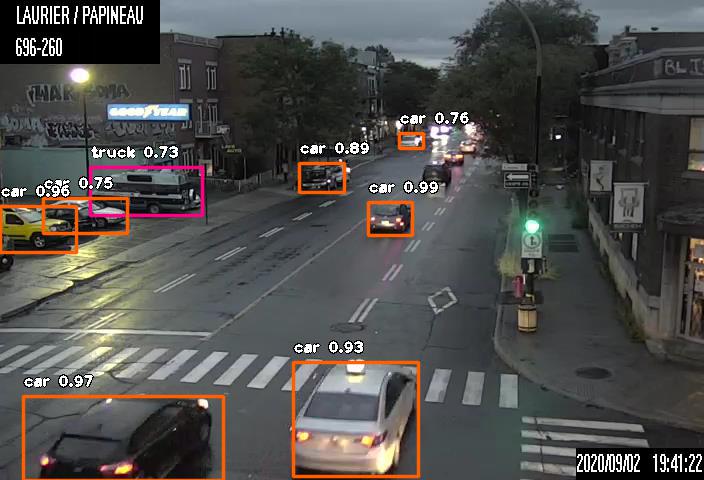 LAURIER / PAPINEAU
696-260
GOODYEAR
BLI
car 0.76
car 0.89
truck 0.73
car 0.99
car 0.75
car 0.96
car 0.93
car 0.97
2020/09/02 19:41:22